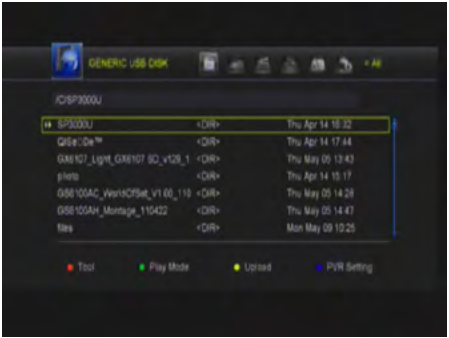 GENERIC USB DISK
• All
/C/SP3000U
SP3000U <DIR> Thu Apr 14 16:32
<DIR> Thu Apr 14 17:44
GX6107_Light_GX6107 SD_v128_1 <DIR> Thu May 05 13:43
photo <DIR> Thu Apr 14 15:17
GS6100AC_WorldOfSat_V1.00_110 <DIR> Thu May 05 14:28
GS6100AH_Montage_110422 <DIR> Thu May 05 14:47
files <DIR> Mon May 09 10:25
Tool Play Mode Upload PVR Setting